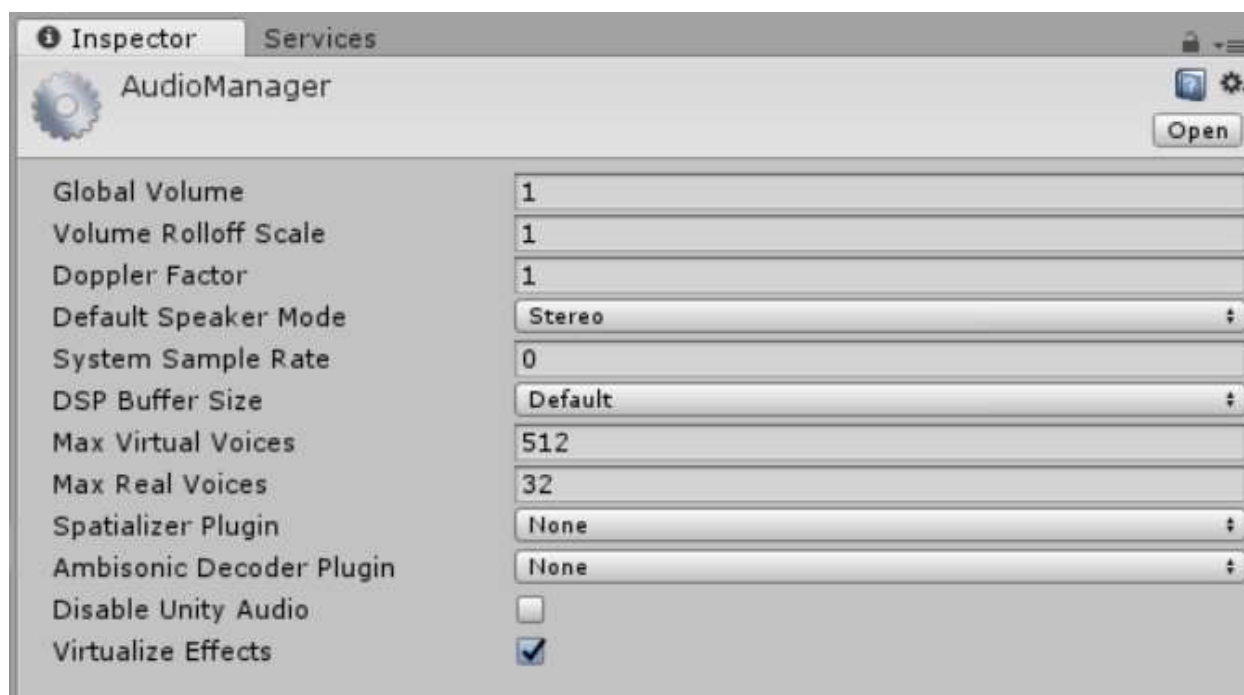 Inspector Services
AudioManager
Open
Global Volume 1
Volume Rolloff Scale 1
Doppler Factor 1
Default Speaker Mode Stereo
System Sample Rate 0
DSP Buffer Size Default
Max Virtual Voices 512
Max Real Voices 32
Spatializer Plugin None
Ambisonic Decoder Plugin None
Disable Unity Audio
Virtualize Effects